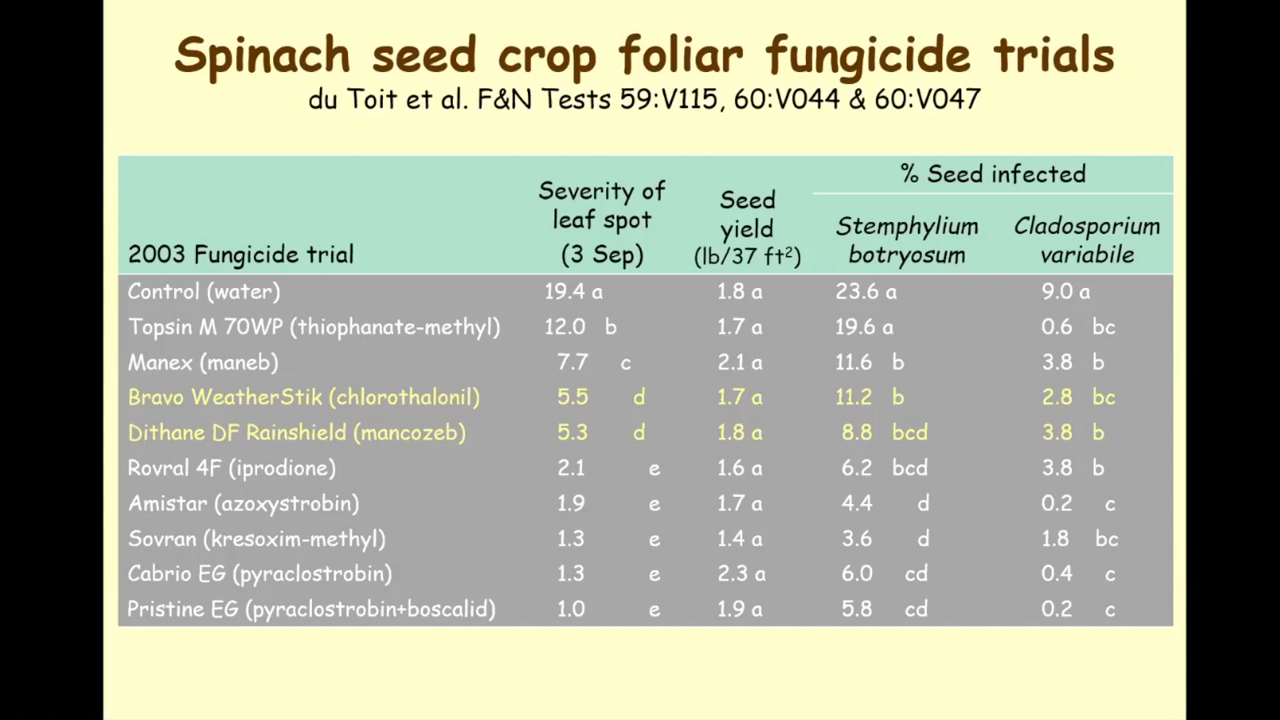 Spinach seed crop foliar fungicide trials
du Toit et al. F&N Tests 59:V115, 60:V044 & 60:V047
2003 Fungicide trial
Severity of
leaf spot
(3 Sep)
Seed
yield
(lb/37 ft²)
% Seed infected
Stemphylium
botryosum
Cladosporium
variabile
Control (water) 19.4 a 1.8 a 23.6 a 9.0 a
Topsin M 70WP (thiophanate-methyl) 12.0 b 1.7 a 19.6 a 0.6 bc
Manex (maneb) 7.7 c 2.1 a 11.6 b 3.8 b
Bravo WeatherStik (chlorothalonil) 5.5 d 1.7 a 11.2 b 2.8 bc
Dithane DF Rainshield (mancozeb) 5.3 d 1.8 a 8.8 bcd 3.8 b
Rovral 4F (iprodione) 2.1 e 1.6 a 6.2 bcd 3.8 b
Amistar (azoxystrobin) 1.9 e 1.7 a 4.4 d 0.2 c
Sovran (kresoxim-methyl) 1.3 e 1.4 a 3.6 d 1.8 bc
Cabrio EG (pyraclostrobin) 1.3 e 2.3 a 6.0 cd 0.4 c
Pristine EG (pyraclostrobin+boscalid) 1.0 e 1.9 a 5.8 cd 0.2 c